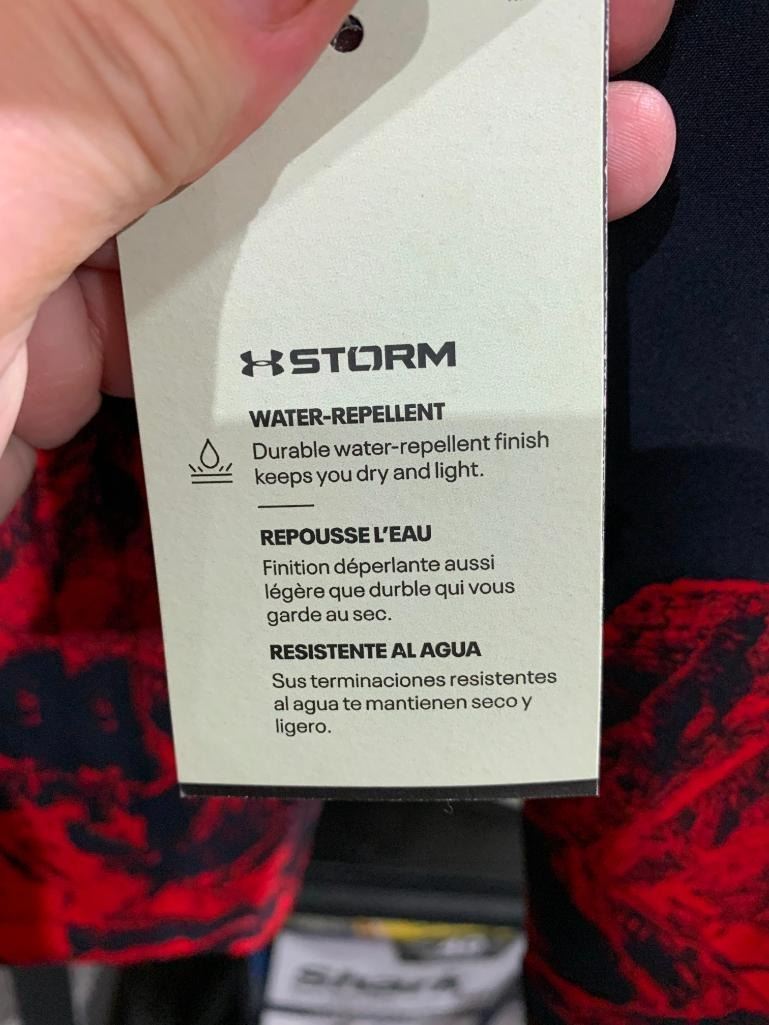 STORM
WATER-REPELLENT
Durable water-repellent finish
keeps you dry and light.
REPOUSSE L'EAU
Finition déperlante aussi
légère que durble qui vous
garde au sec.
RESISTENTE AL AGUA
Sus terminaciones resistentes
al agua te mantienen seco y
ligero.
Shark